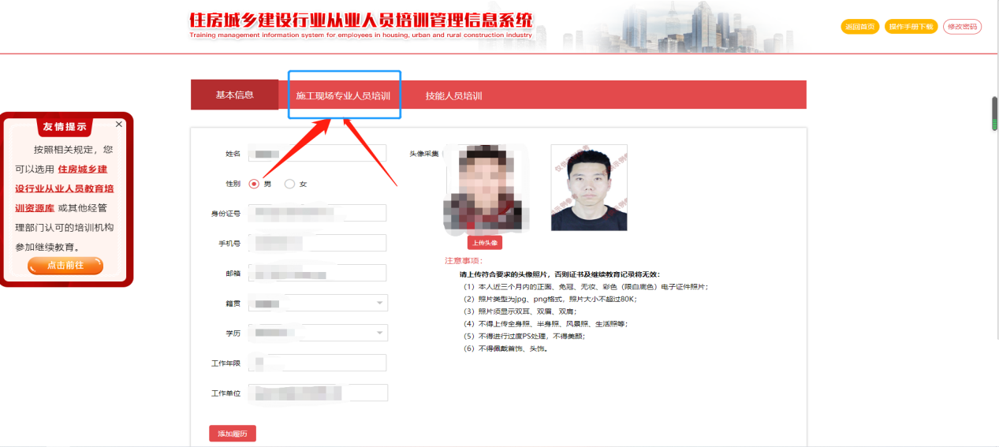 住房城乡建设行业从业人员培训管理信息系统
Training management information system for employees in housing, urban and rural construction industry
返回首页 操作手册下载 修改密码
基本信息 施工现场专业人员培训 技能人员培训
友情提示
按照相关规定，您
可以选用 住房城乡建
设行业从业人员教育培
训资源库 或其他经管
理部门认可的培训机构
参加继续教育。
点击前往
姓名
性别 男 女
身份证号
手机号
邮箱
籍贯
学历
工作年限
工作单位
添加履历
头像采集
上传头像
注意事项：
请上传符合要求的头像照片，否则证书及继续教育记录将无效：
（1）本人近三个月内的正面、免冠、无妆、彩色（限白底色）电子证件照片；
（2）照片类型为jpg、png格式，照片大小不超过80K；
（3）照片须显示双耳、双眉、双肩；
（4）不得上传全身照、半身照、风景照、生活照等；
（5）不得进行过度PS处理，不得美颜；
（6）不得佩戴首饰、头饰。